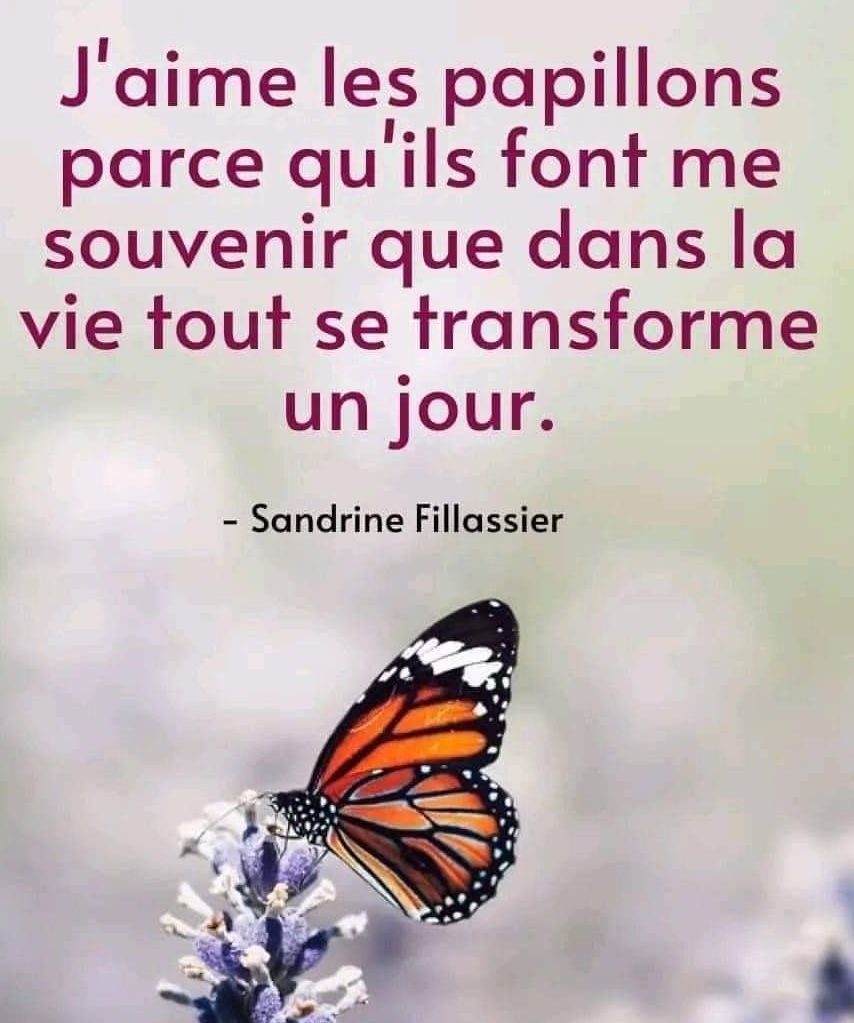 J'aime les papillons
parce qu'ils font me
souvenir que dans la
vie tout se transforme
un jour.
- Sandrine Fillassier